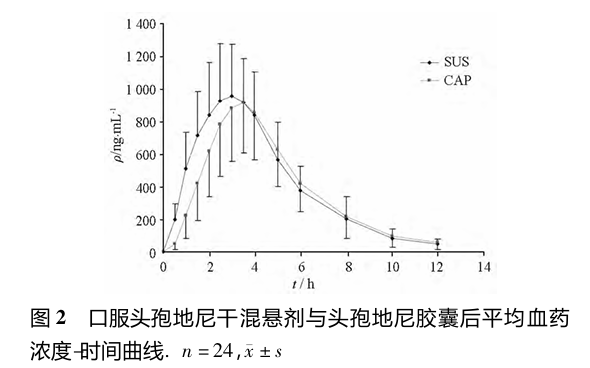 1 400
1 200
1 000
800
600
400
200
0
ρ/ng·mL⁻¹
SUS
CAP
0 2 4 6 8 10 12 14
t / h
图 2 口服头孢地尼干混悬剂与头孢地尼胶囊后平均血药
浓度-时间曲线. n = 24, x̄ ± s